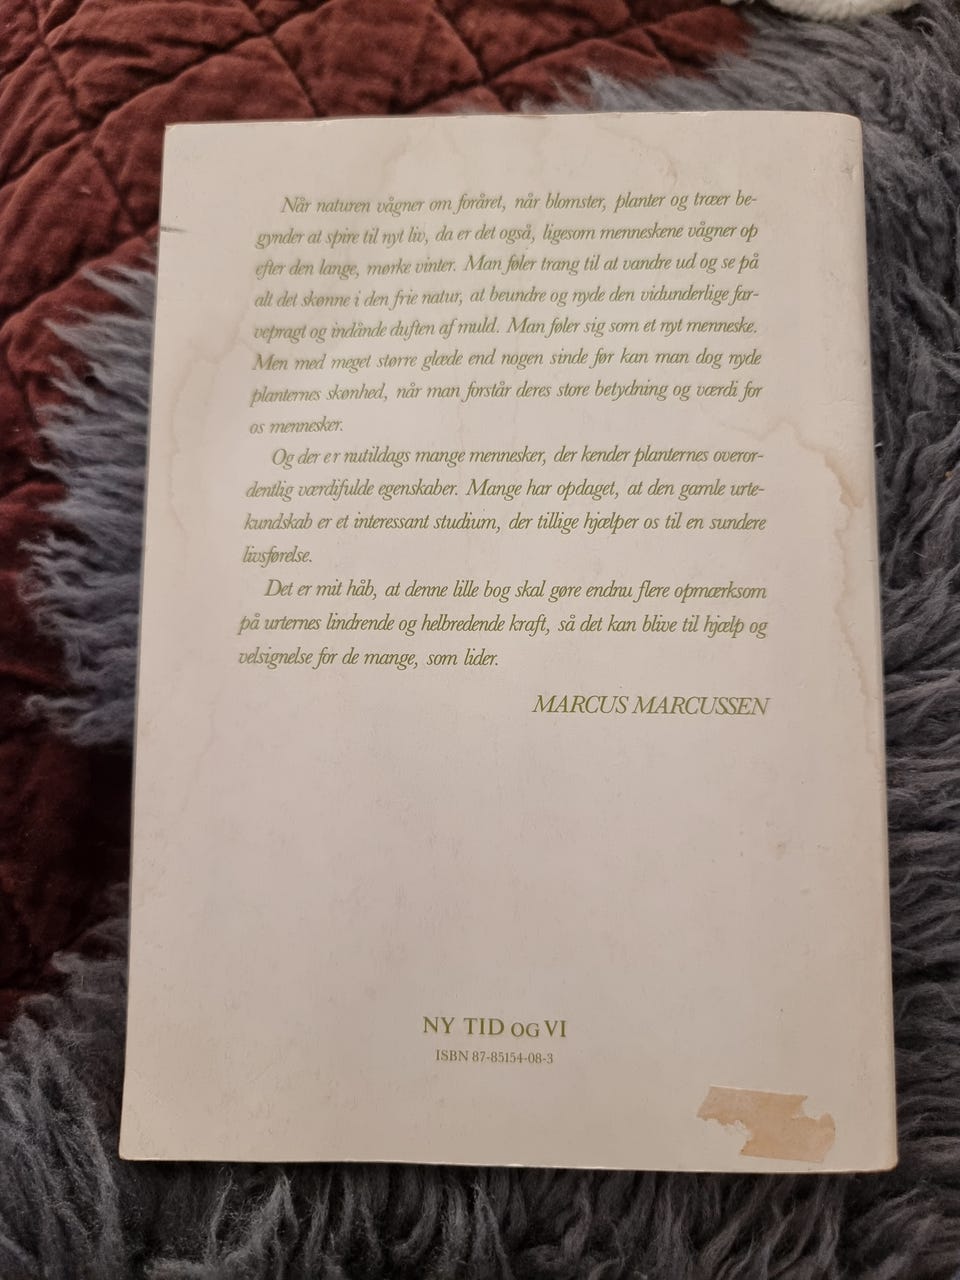 Når naturen vågner om foråret, når blomster, planter og træer be-
gynder at spire til nyt liv, da er det også, ligesom menneskene vågner op
efter den lange, mørke vinter. Man føler trang til at vandre ud og se på
alt det skønne i den frie natur, at beundre og nyde den vidunderlige far-
vepragt og indånde duften af muld. Man føler sig som et nyt menneske.
Men med meget større glæde end nogen sinde før kan man dog nyde
planternes skønhed, når man forstår deres store betydning og værdi for
os mennesker.
Og der er nutildags mange mennesker, der kender planternes overor-
dentlig værdifulde egenskaber. Mange har opdaget, at den gamle urte-
kundskab er et interessant studium, der tillige hjælper os til en sundere
livsførelse.
Det er mit håb, at denne lille bog skal gøre endnu flere opmærksom
på urternes lindrende og helbredende kraft, så det kan blive til hjælp og
velsignelse for de mange, som lider.
MARCUS MARCUSSEN
NY TID OG VI
ISBN 87-85154-08-3